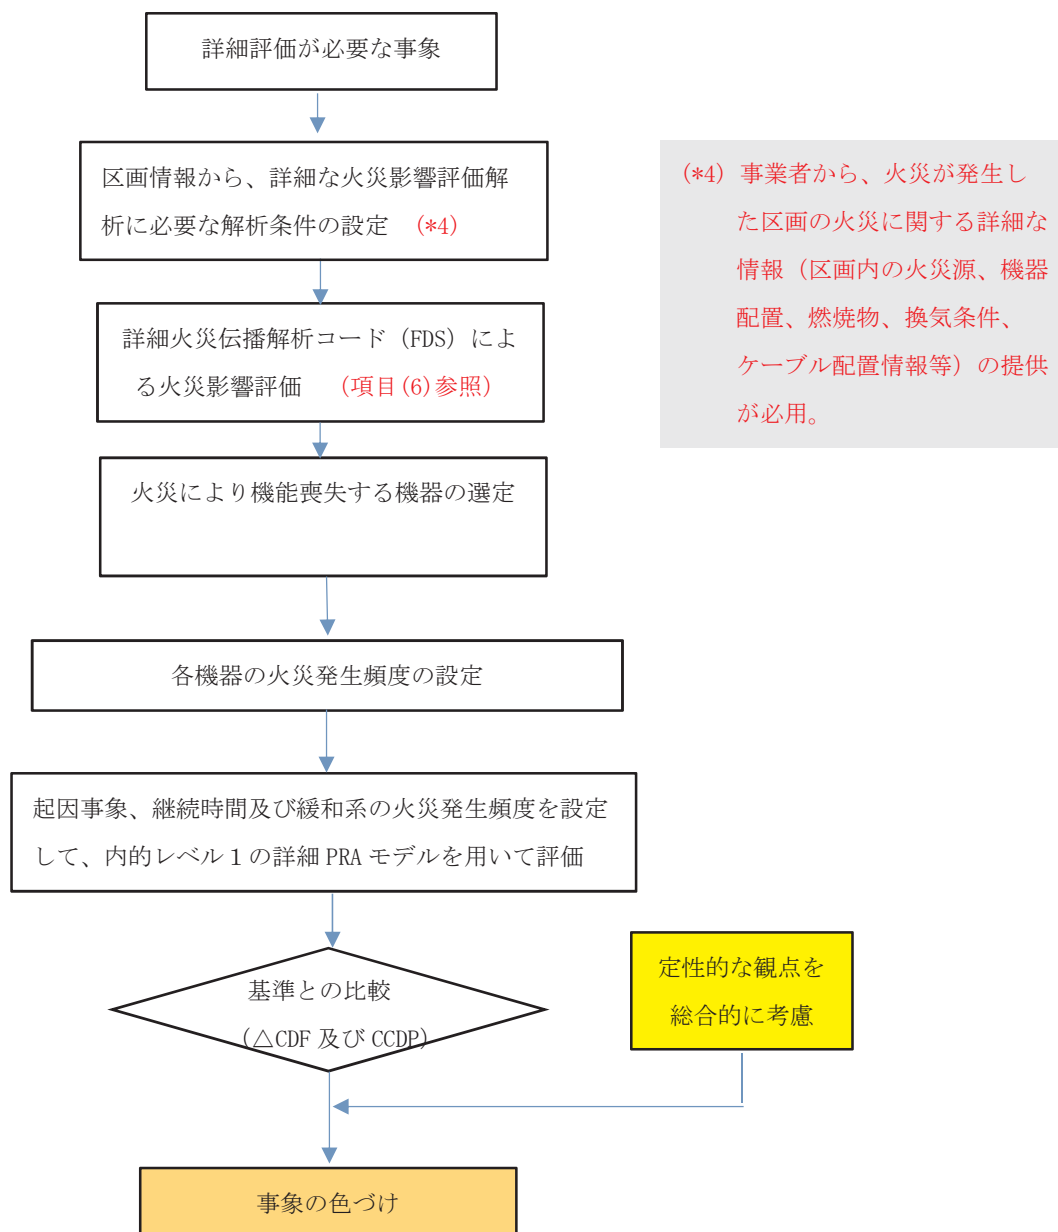 詳細評価が必要な事象
区画情報から、詳細な火災影響評価解
析に必要な解析条件の設定 (*4)
(*4) 事業者から、火災が発生し
た区画の火災に関する詳細な
情報（区画内の火災源、機器
配置、燃焼物、換気条件、
ケーブル配置情報等）の提供
が必用。
詳細火災伝播解析コード（FDS）によ
る火災影響評価 （項目(6)参照）
火災により機能喪失する機器の選定
各機器の火災発生頻度の設定
起因事象、継続時間及び緩和系の火災発生頻度を設定
して、内的レベル１の詳細 PRA モデルを用いて評価
基準との比較
（△CDF 及び CCDP）
定性的な観点を
総合的に考慮
事象の色づけ